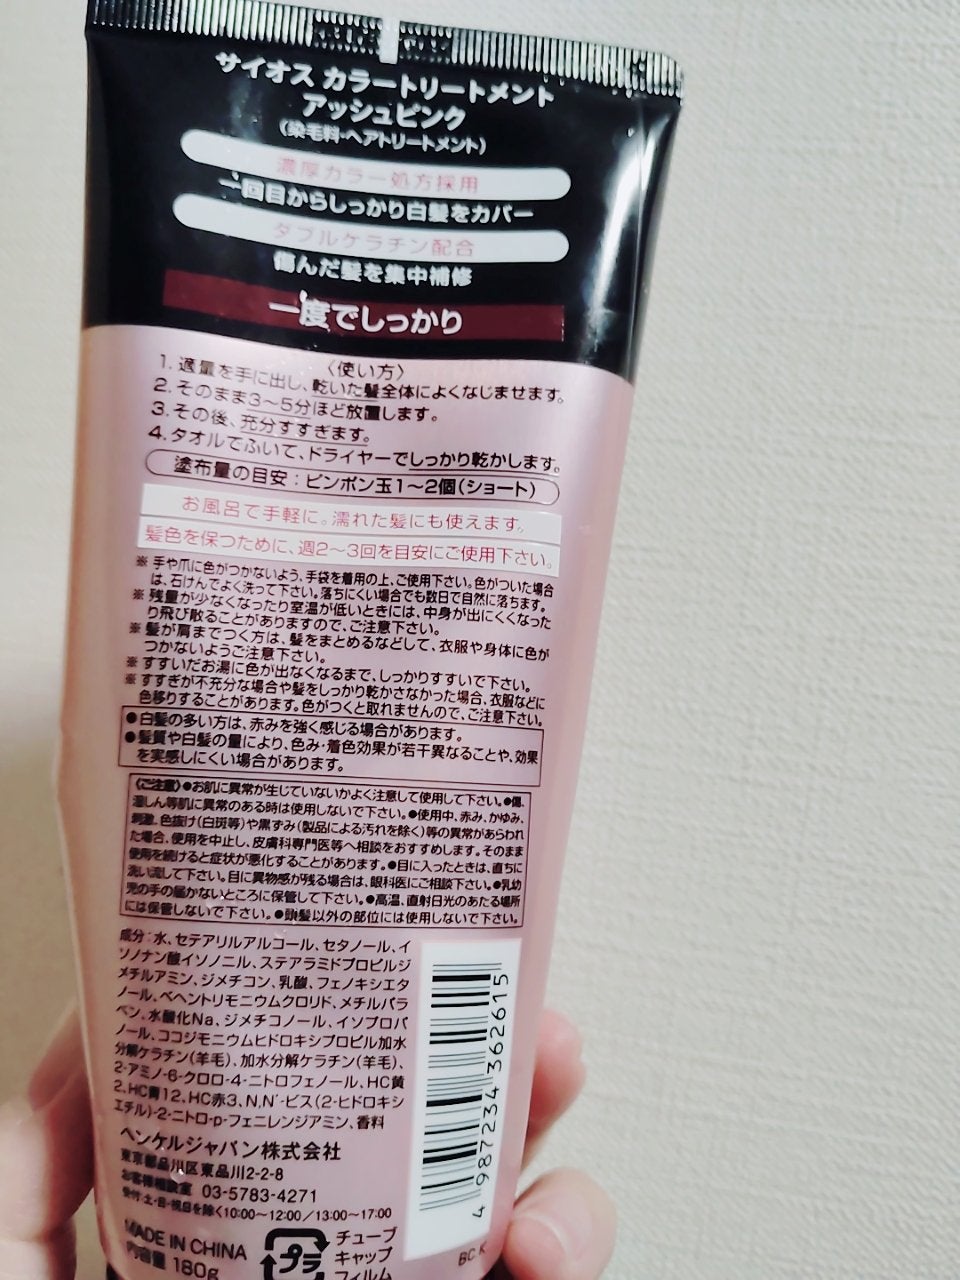 サイオス カラートリートメント
アッシュピンク
(染毛料・ヘアトリートメント)
濃厚カラー処方採用
一回目からしっかり白髪をカバー
ダブルケラチン配合
傷んだ髪を集中補修
一度でしっかり
〈使い方〉
1. 適量を手に出し、乾いた髪全体によくなじませます。
2. そのまま3〜5分ほど放置します。
3. その後、充分すすぎます。
4. タオルでふいて、ドライヤーでしっかり乾かします。
塗布量の目安:ピンポン玉1〜2個(ショート)
お風呂で手軽に。濡れた髪にも使えます。
髪色を保つために、週2〜3回を目安にご使用下さい。
※ 手や爪に色がつかないよう、手袋を着用の上、ご使用下さい。色がついた場合
は、石けんでよく洗って下さい。落ちにくい場合でも数日で自然に落ちます。
※ 残量が少なくなったり室温が低いときには、中身が出にくくなった
り飛び散ることがありますので、ご注意下さい。
※ 髪が肩までつく方は、髪をまとめるなどして、衣服や身体に色が
つかないようご注意下さい。
※ すすいだお湯に色が出なくなるまで、しっかりすすいで下さい。
※ すすぎが不充分な場合や髪をしっかり乾かさなかった場合、衣服などに
色移りすることがあります。色がつくと取れませんので、ご注意下さい。
●白髪の多い方は、赤みを強く感じる場合があります。
●髪質や白髪の量により、色み・着色効果が若干異なることや、効果
を実感しにくい場合があります。
〈ご注意〉●お肌に異常が生じていないかよく注意して使用して下さい。●傷、
湿しん等肌に異常のある時は使用しないで下さい。●使用中、赤み、かゆみ、
刺激、色抜け(白斑等)や黒ずみ(製品による汚れを除く)等の異常があらわれ
た場合、使用を中止し、皮膚科専門医等へ相談をおすすめします。そのまま
使用を続けると症状が悪化することがあります。●目に入ったときは、直ちに
洗い流して下さい。目に異物感が残る場合は、眼科医にご相談下さい。●乳幼
児の手の届かないところに保管して下さい。●高温、直射日光のあたる場所
には保管しないで下さい。●頭髪以外の部位には使用しないで下さい。
成分:水、セテアリルアルコール、セタノール、イ
ソノナン酸イソノニル、ステアラミドプロピルジ
メチルアミン、ジメチコン、乳酸、フェノキシエタ
ノール、ベヘントリモニウムクロリド、メチルパラ
ベン、水酸化Na、ジメチコノール、イソプロパ
ノール、ココジモニウムヒドロキシプロピル加水
分解ケラチン(羊毛)、加水分解ケラチン(羊毛)、
2-アミノ-6-クロロ-4-ニトロフェノール、HC黄
2、HC青12、HC赤3、N,N'-ビス(2-ヒドロキシ
エチル)-2-ニトロ-p-フェニレンジアミン、香料
ヘンケルジャパン株式会社
東京都品川区東品川2-2-8
お客様相談室 03-5783-4271
受付:土・日・祝日を除く10:00〜12:00/13:00〜17:00
MADE IN CHINA
内容量 180g
プラ
チューブ
キャップ
フィルム
4 987234 362615
BC K